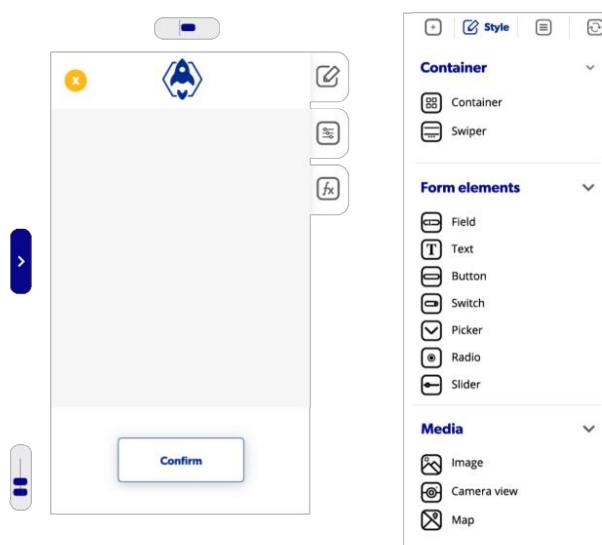 Style
x
Container
Container
Swiper
fx
Form elements
Field
T Text
Button
Switch
Picker
Radio
Slider
Media
Confirm
Image
Camera view
Map